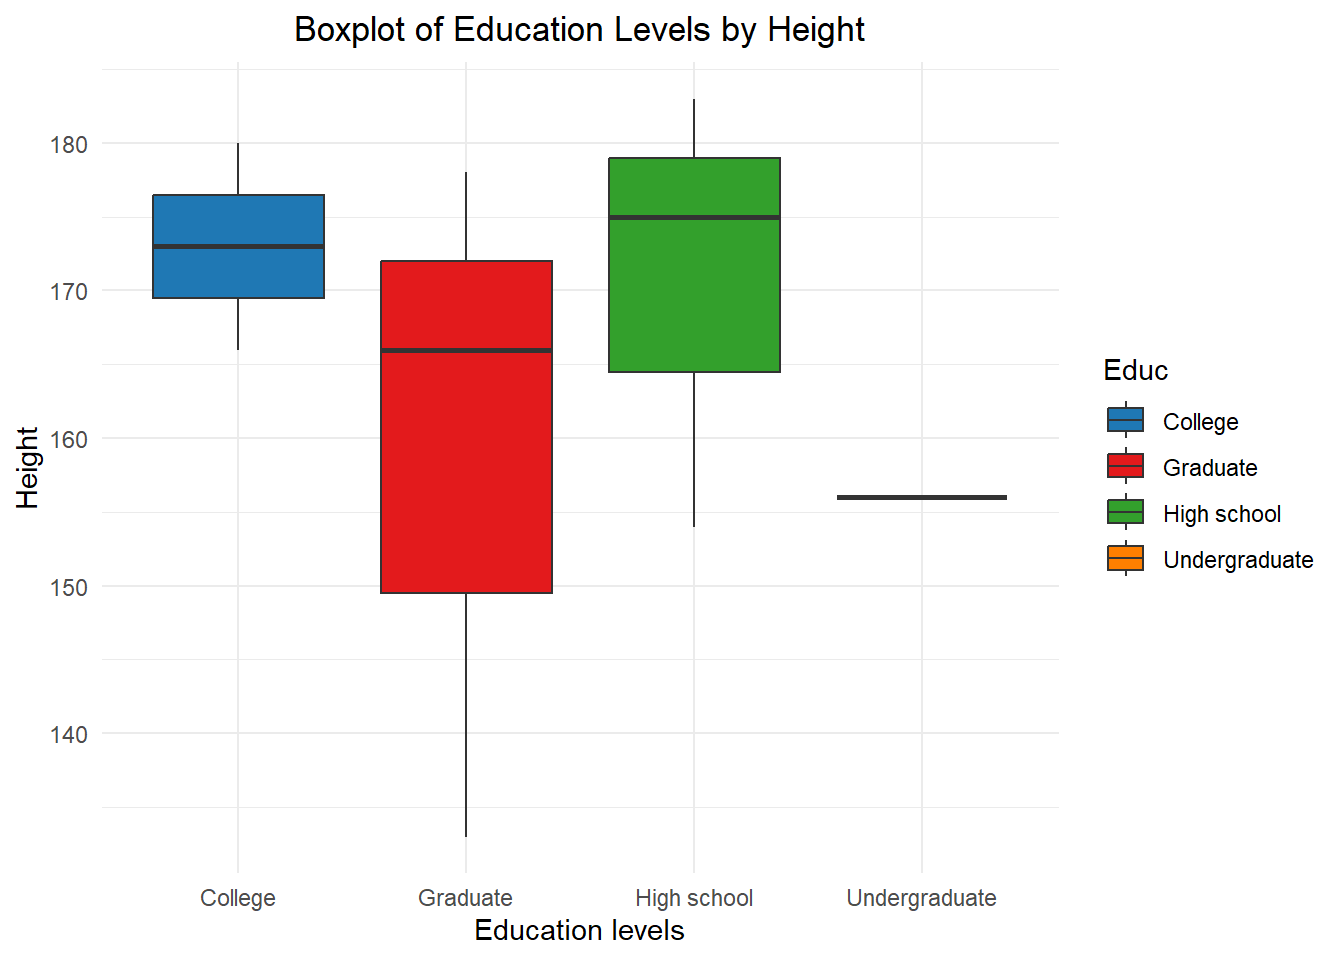 Boxplot of Education Levels by Height
180
170
160
150
140
Height
College
Graduate
High school
Undergraduate
Education levels
Educ
College
Graduate
High school
Undergraduate